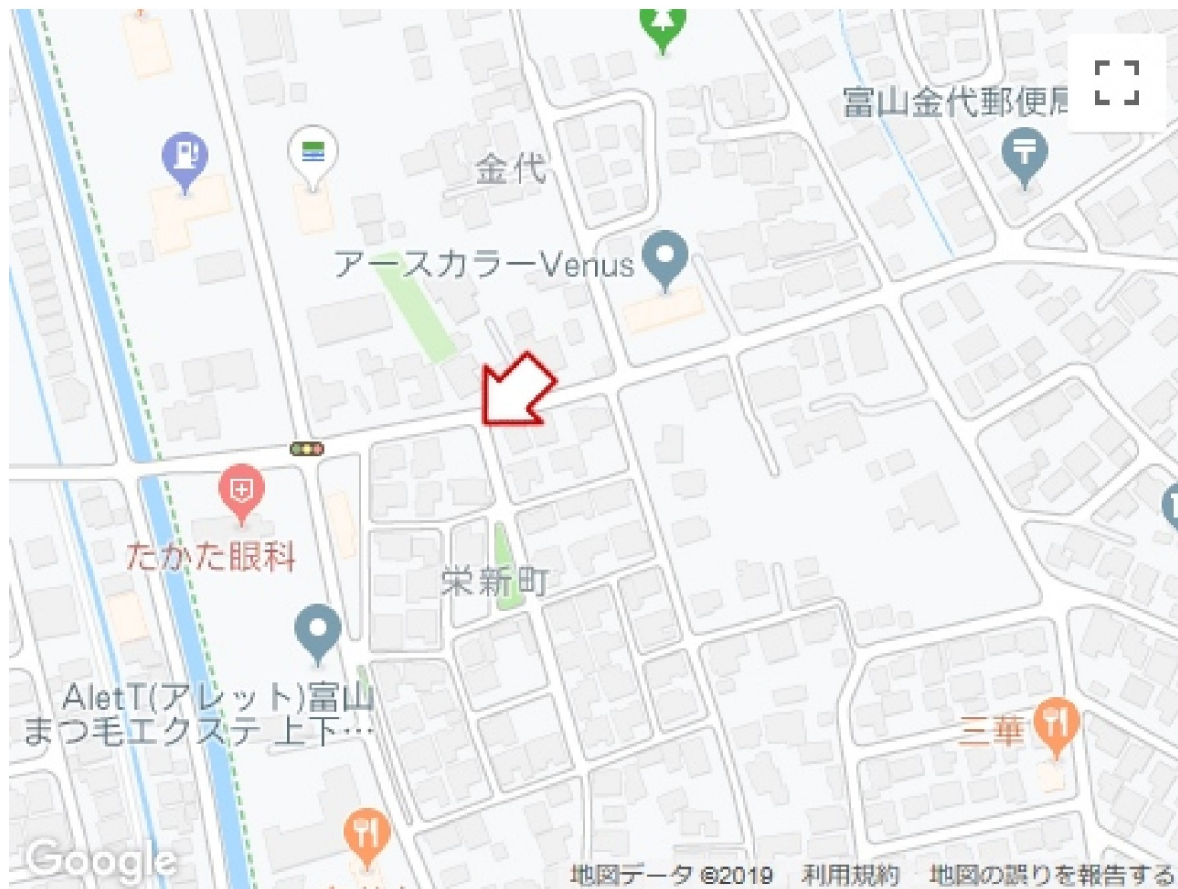 富山金代郵便局
金代
アースカラーVenus
たかた眼科
栄新町
AletT(アレット)富山
まつ毛エクステ 上下…
三華
Google
地図データ ©2019 利用規約 地図の誤りを報告する